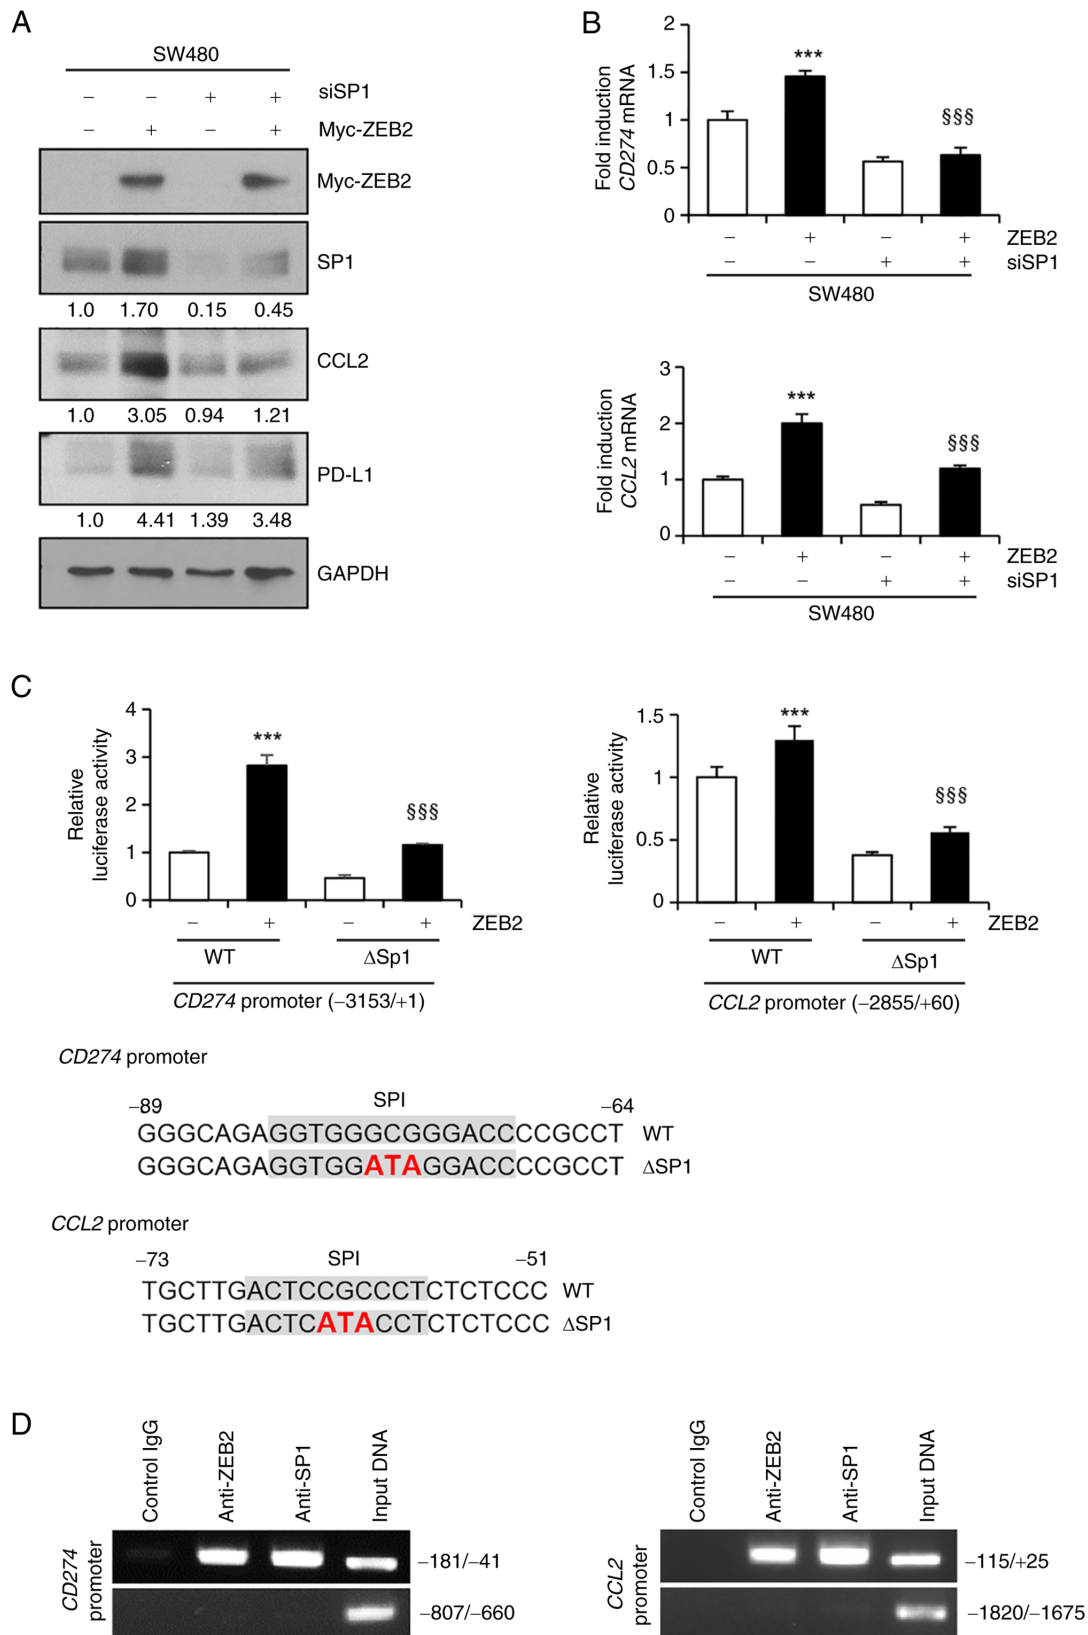 A
SW480
– – + + siSP1
– + – + Myc-ZEB2
Myc-ZEB2
SP1
1.0 1.70 0.15 0.45
CCL2
1.0 3.05 0.94 1.21
PD-L1
1.0 4.41 1.39 3.48
GAPDH
B
Fold induction
CD274 mRNA
2
1.5
1
0.5
0
***
§§§
– + – + ZEB2
– – + + siSP1
SW480
Fold induction
CCL2 mRNA
3
2
1
0
***
§§§
– + – + ZEB2
– – + + siSP1
SW480
C
Relative
luciferase activity
4
3
2
1
0
***
§§§
– + – + ZEB2
WT ΔSp1
CD274 promoter (–3153/+1)
Relative
luciferase activity
1.5
1
0.5
0
***
§§§
– + – + ZEB2
WT ΔSp1
CCL2 promoter (–2855/+60)
CD274 promoter
–89 SPI –64
GGGCAGAGGTGGGCGGGACCCCGCCT WT
GGGCAGAGGTGGATAGGACCCCGCCT ΔSP1
CCL2 promoter
–73 SPI –51
TGCTTGACTCCGCCCTCTCTCCC WT
TGCTTGACTCATACCTCTCTCCC ΔSP1
D
Control IgG
Anti-ZEB2
Anti-SP1
Input DNA
CD274
promoter
–181/–41
–807/–660
Control IgG
Anti-ZEB2
Anti-SP1
Input DNA
CCL2
promoter
–115/+25
–1820/–1675